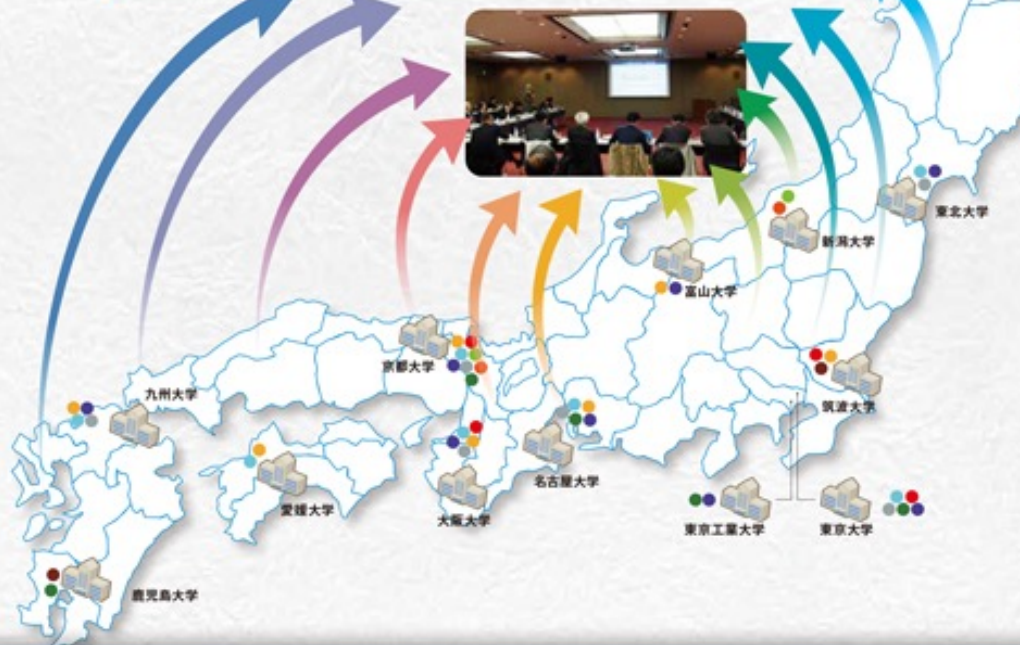 東北大学
新潟大学
富山大学
京都大学
九州大学
筑波大学
名古屋大学
愛媛大学
大阪大学
東京工業大学
東京大学
鹿児島大学